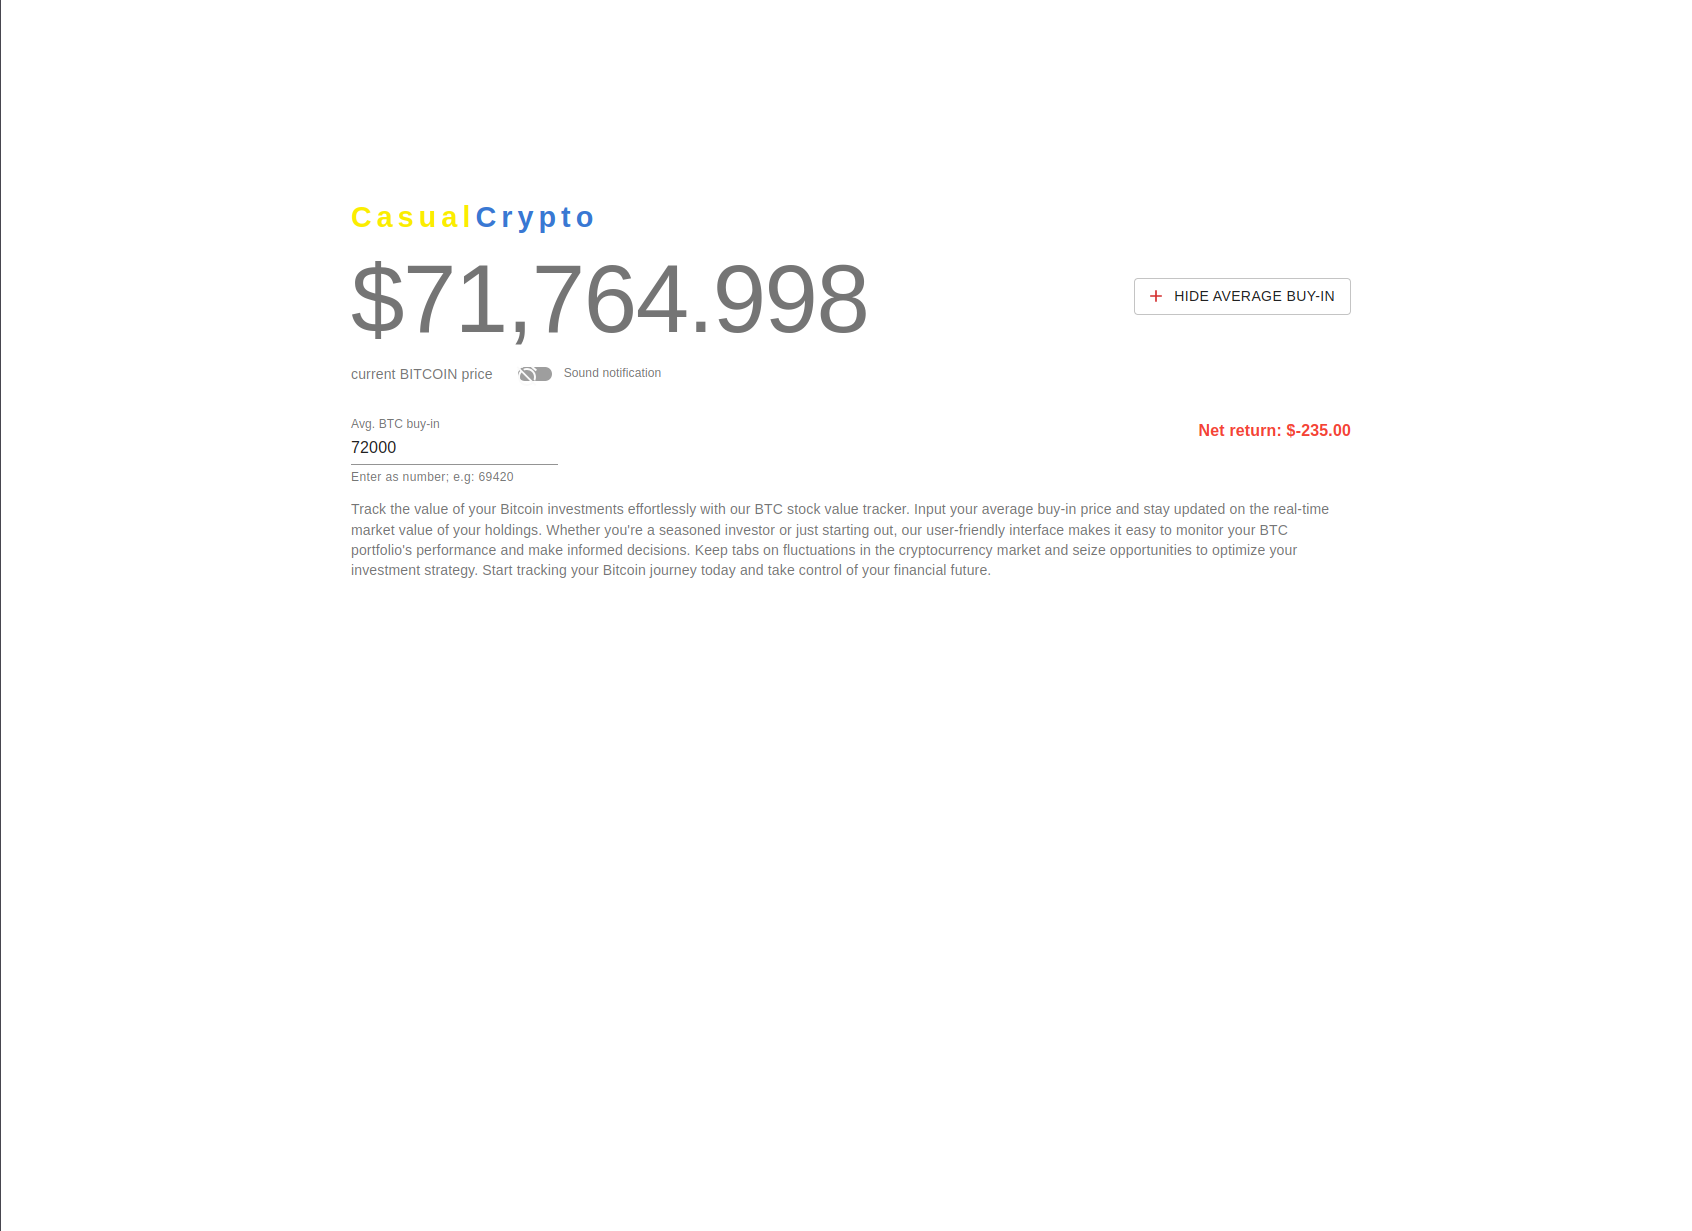 CasualCrypto
$71,764.998
HIDE AVERAGE BUY-IN
current BITCOIN price
Sound notification
Avg. BTC buy-in
72000
Net return: $-235.00
Enter as number; e.g: 69420
Track the value of your Bitcoin investments effortlessly with our BTC stock value tracker. Input your average buy-in price and stay updated on the real-time
market value of your holdings. Whether you're a seasoned investor or just starting out, our user-friendly interface makes it easy to monitor your BTC
portfolio's performance and make informed decisions. Keep tabs on fluctuations in the cryptocurrency market and seize opportunities to optimize your
investment strategy. Start tracking your Bitcoin journey today and take control of your financial future.